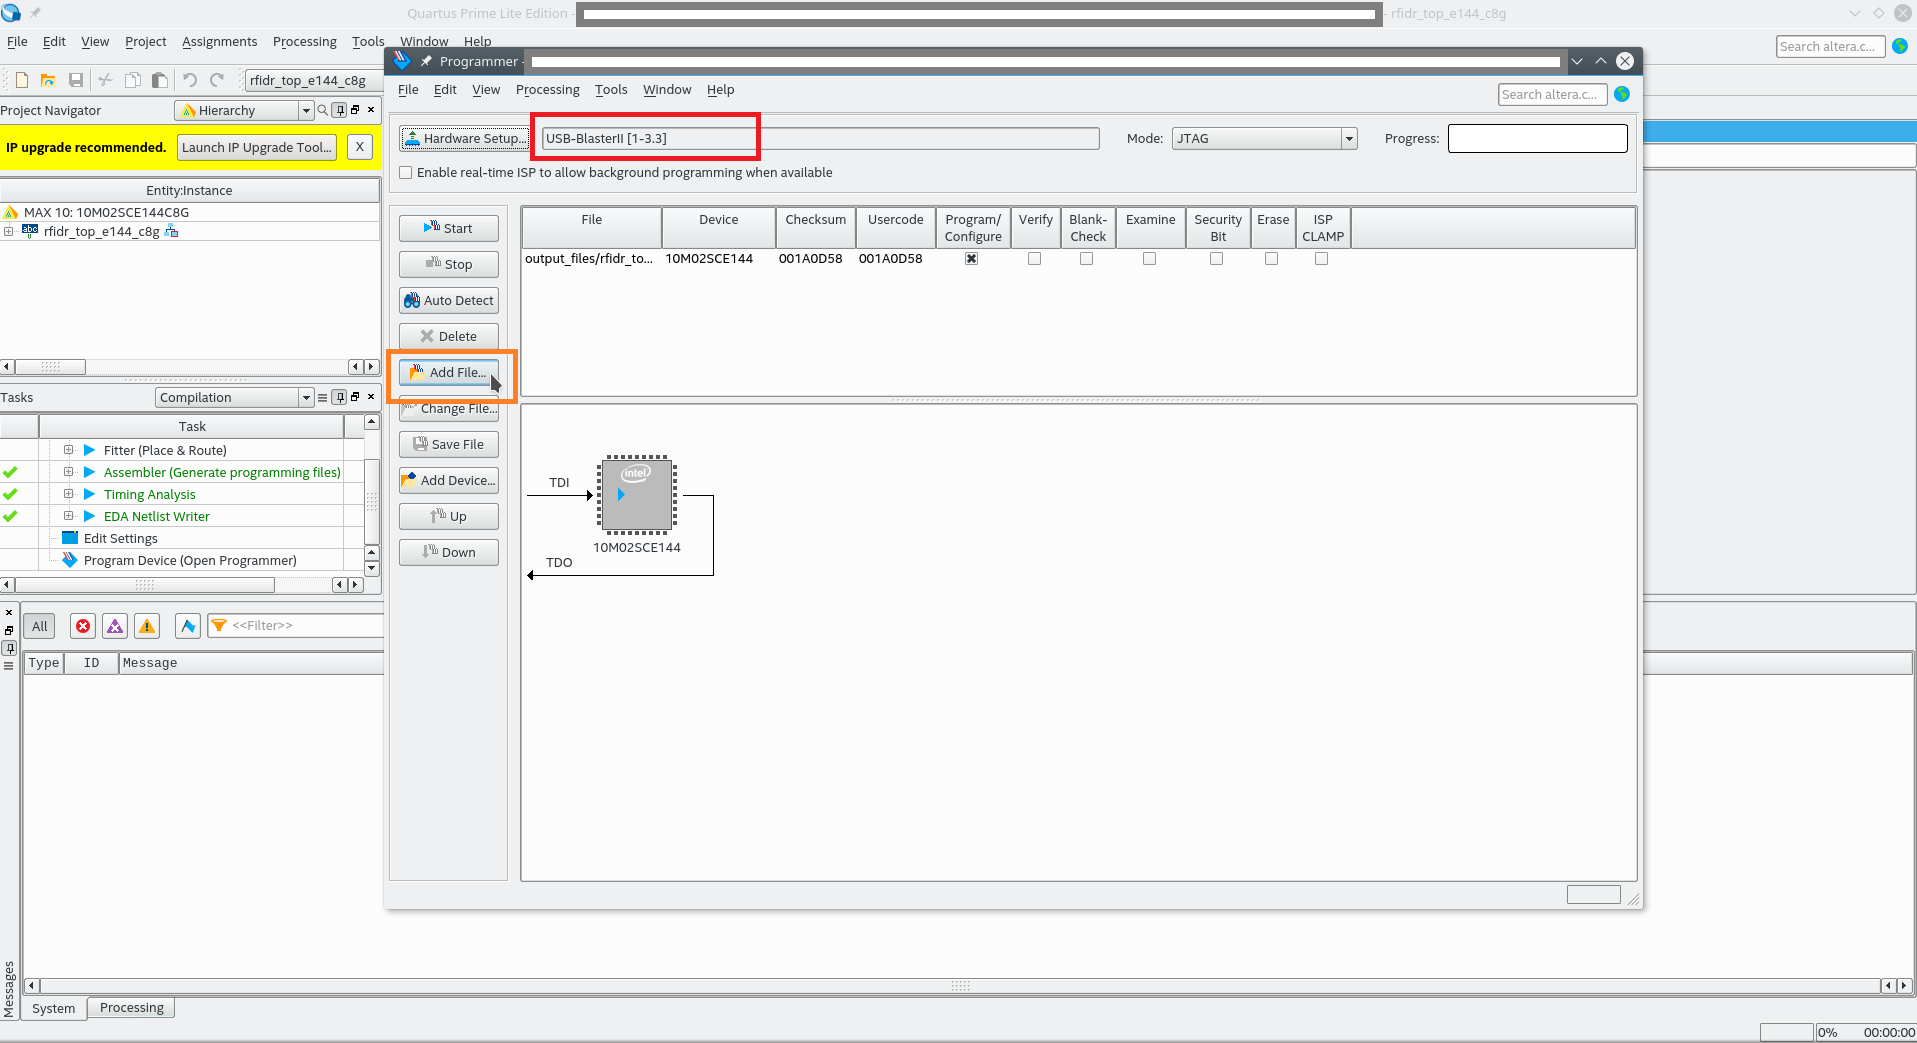 Quartus Prime Lite Edition -
- rfidr_top_e144_c8g
File Edit View Project Assignments Processing Tools Window Help
Search altera.c...
rfidr_top_e144_c8g
Project Navigator
Hierarchy
IP upgrade recommended.
Launch IP Upgrade Tool...
X
Entity:Instance
MAX 10: 10M02SCE144C8G
abc
rfidr_top_e144_c8g
Tasks
Compilation
Task
Fitter (Place & Route)
Assembler (Generate programming files)
Timing Analysis
EDA Netlist Writer
Edit Settings
Program Device (Open Programmer)
Programmer -
File Edit View Processing Tools Window Help
Search altera.c...
Hardware Setup...
USB-BlasterII [1-3.3]
Mode:
JTAG
Progress:
Enable real-time ISP to allow background programming when available
Start
Stop
Auto Detect
Delete
Add File...
Change File...
Save File
Add Device...
Up
Down
File Device Checksum Usercode Program/ Verify Blank- Examine Security Erase ISP
Configure Check Bit CLAMP
output_files/rfidr_to... 10M02SCE144 001A0D58 001A0D58
TDI
intel
10M02SCE144
TDO
All
<<Filter>>
Type ID Message
Messages
System Processing
0% 00:00:00